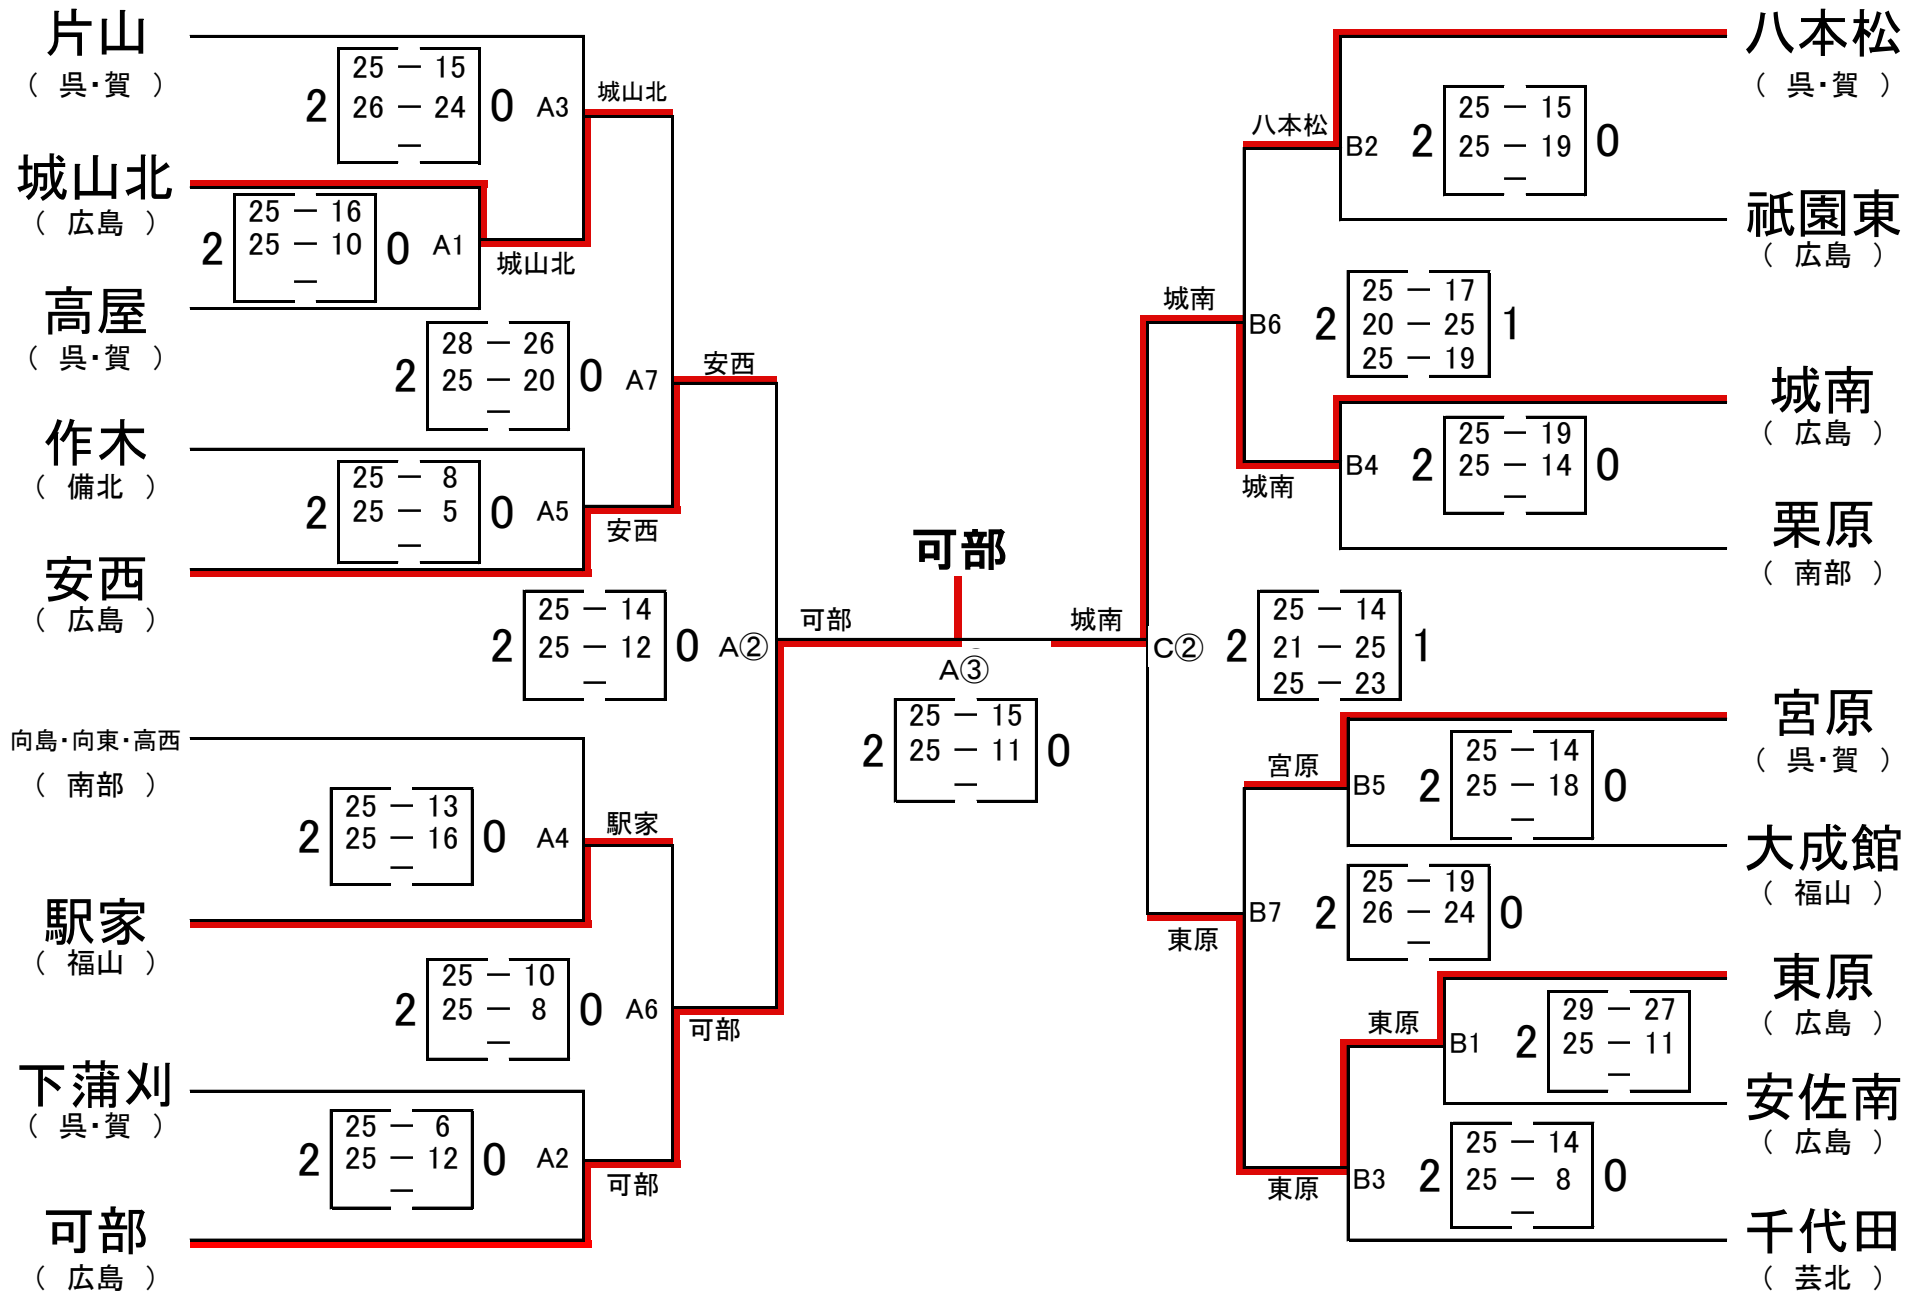 片山
（ 呉・賀 ）
城山北
（ 広島 ）
高屋
（ 呉・賀 ）
作木
（ 備北 ）
安西
（ 広島 ）
向島・向東・高西
（ 南部 ）
駅家
（ 福山 ）
下蒲刈
（ 呉・賀 ）
可部
（ 広島 ）
25 － 15
2 26 － 24 0 A3
－
城山北
25 － 16
2 25 － 10 0 A1
－
城山北
28 － 26
2 25 － 20 0 A7
－
安西
25 － 8
2 25 － 5 0 A5
－
安西
25 － 14
2 25 － 12 0 A②
－
可部
25 － 13
2 25 － 16 0 A4
－
駅家
25 － 10
2 25 － 8 0 A6
－
可部
25 － 6
2 25 － 12 0 A2
－
可部
可部
A③
25 － 15
2 25 － 11 0
－
城南
八本松
B2 2 25 － 15 0
25 － 19
－
城南
B6 2 25 － 17 1
20 － 25
25 － 19
城南
B4 2 25 － 19 0
25 － 14
－
C② 2 25 － 14 1
21 － 25
25 － 23
宮原
B5 2 25 － 14 0
25 － 18
－
東原
B7 2 25 － 19 0
26 － 24
－
東原
B1 2 29 － 27
25 － 11
－
東原
B3 2 25 － 14 0
25 － 8
－
八本松
（ 呉・賀 ）
祇園東
（ 広島 ）
城南
（ 広島 ）
栗原
（ 南部 ）
宮原
（ 呉・賀 ）
大成館
（ 福山 ）
東原
（ 広島 ）
安佐南
（ 広島 ）
千代田
（ 芸北 ）